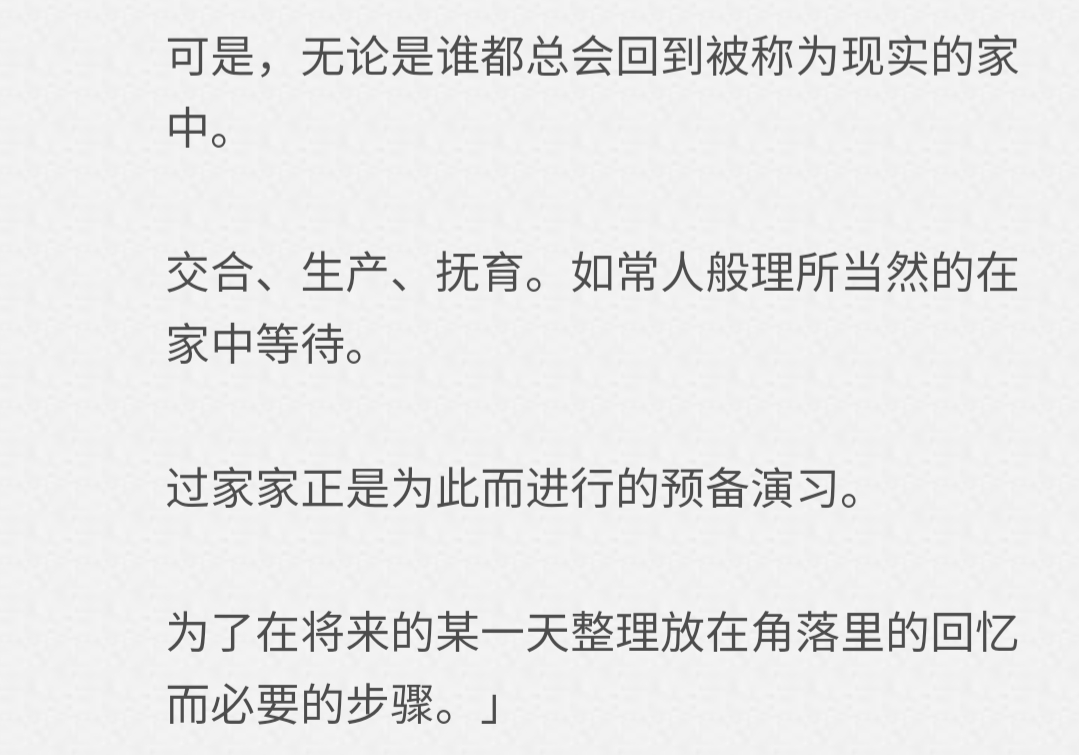 可是，无论是谁都总会回到被称为现实的家
中。
交合、生产、抚育。如常人般理所当然的在
家中等待。
过家家正是为此而进行的预备演习。
为了在将来的某一天整理放在角落里的回忆
而必要的步骤。」